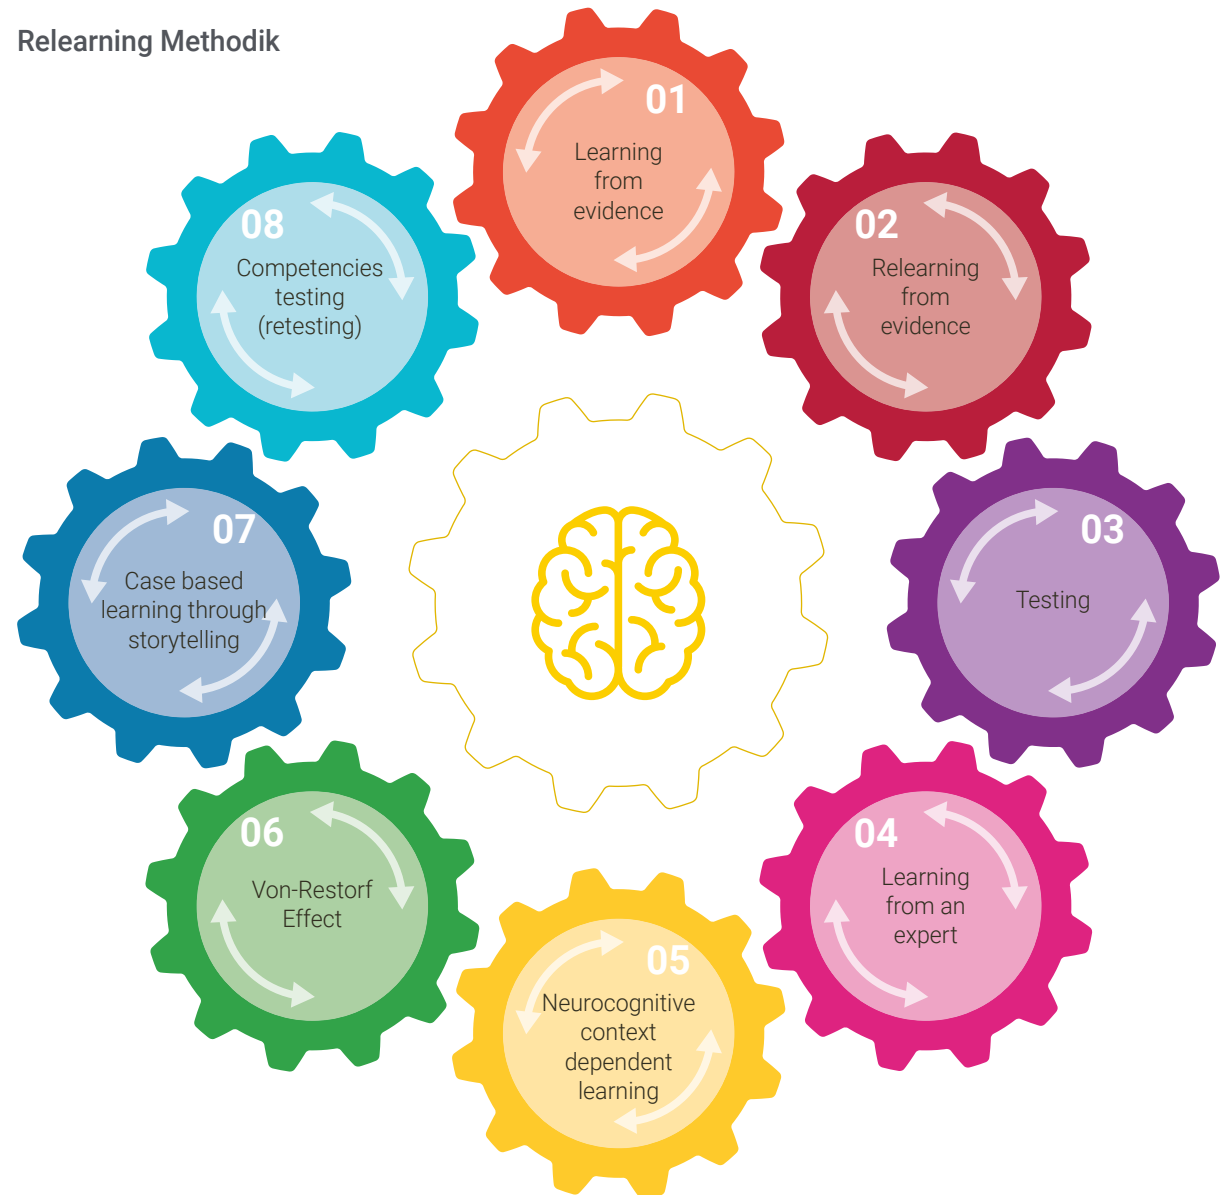 Relearning Methodik
01
Learning
from
evidence
02
Relearning
from
evidence
03
Testing
04
Learning
from an
expert
05
Neurocognitive
context
dependent
learning
06
Von-Restorf
Effect
07
Case based
learning through
storytelling
08
Competencies
testing
(retesting)